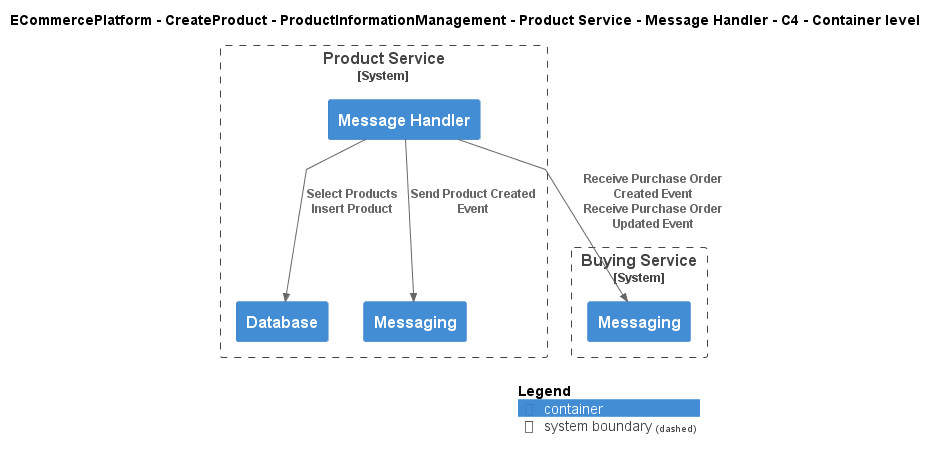 ECommercePlatform - CreateProduct - ProductInformationManagement - Product Service - Message Handler - C4 - Container level
Product Service
[System]
Message Handler
Select Products
Insert Product
Send Product Created
Event
Receive Purchase Order
Created Event
Receive Purchase Order
Updated Event
Buying Service
[System]
Database
Messaging
Messaging
Legend
container
system boundary (dashed)